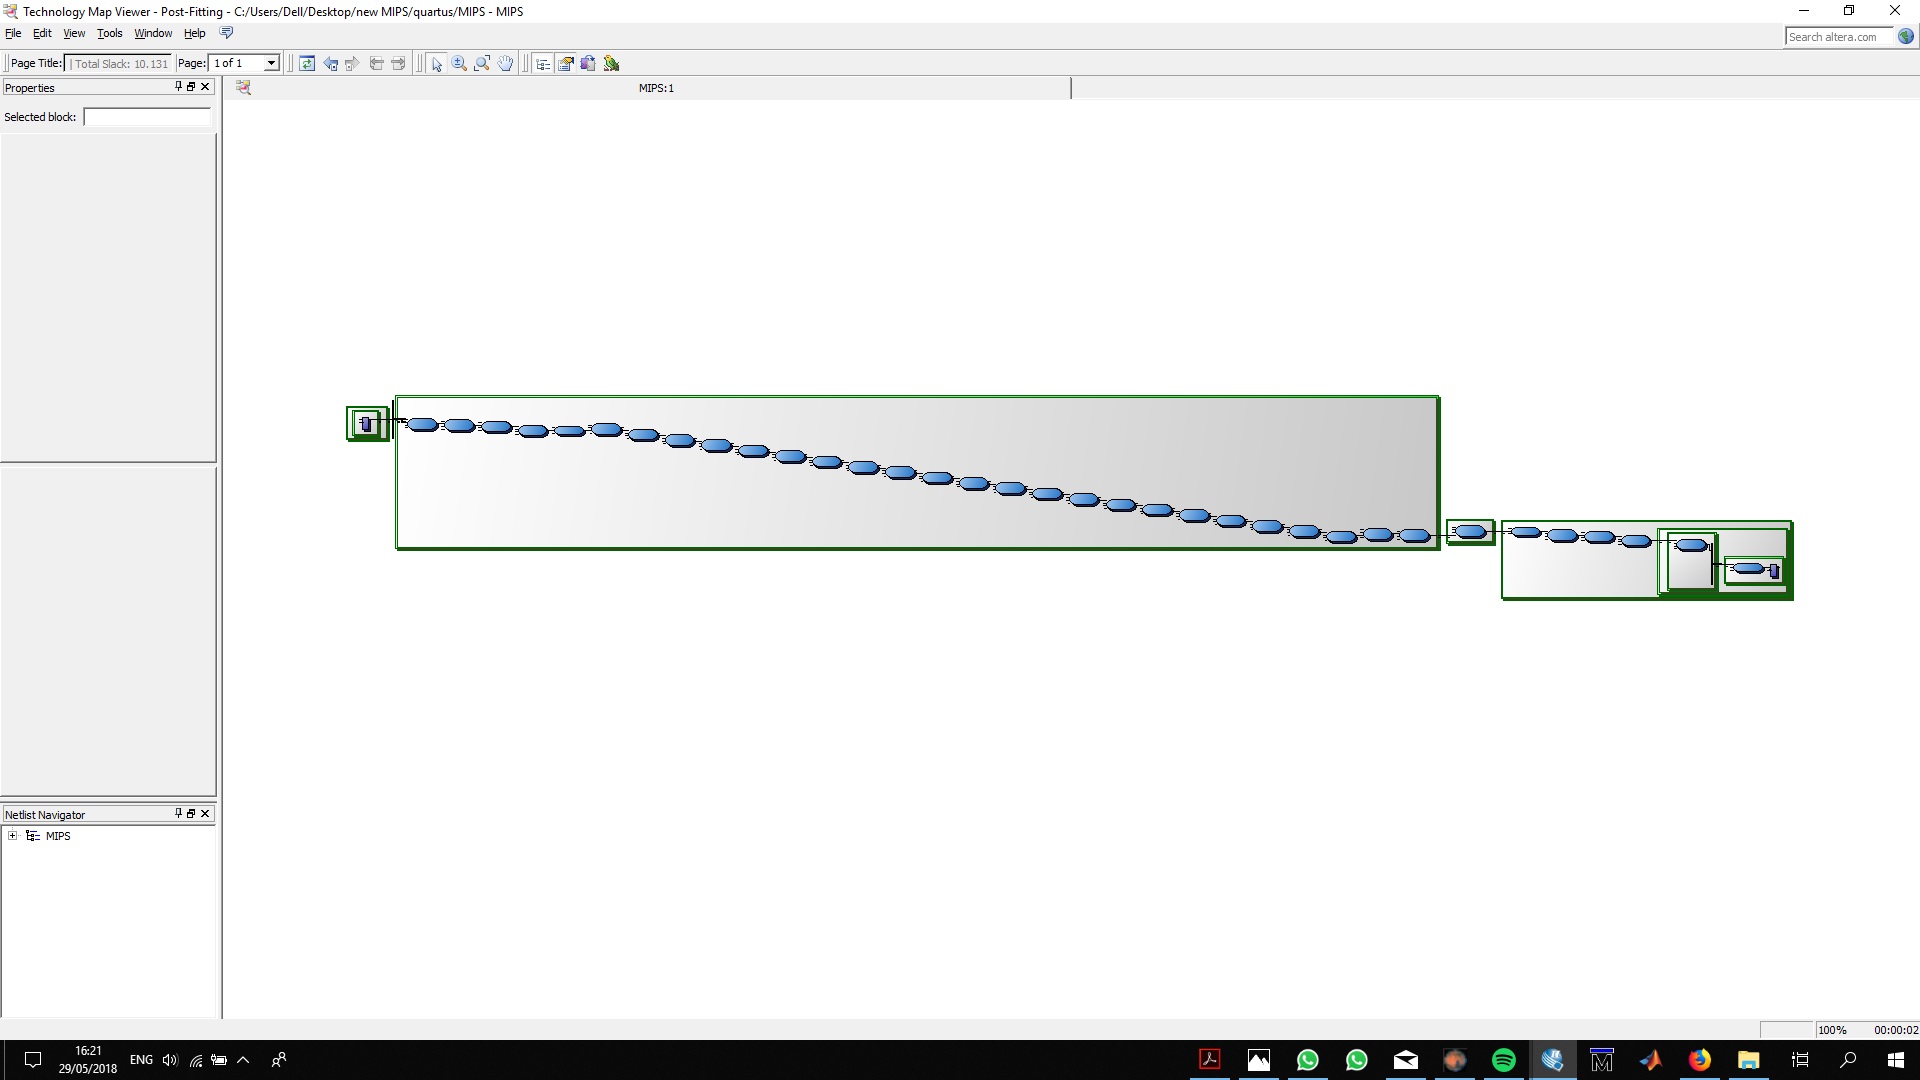 Technology Map Viewer - Post-Fitting - C:/Users/Dell/Desktop/new MIPS/quartus/MIPS - MIPS
File Edit View Tools Window Help
Search altera.com
Page Title: | Total Slack: 10.131 Page: 1 of 1
Properties
MIPS:1
Selected block:
Netlist Navigator
MIPS
100% 00:00:02
16:21
ENG
29/05/2018